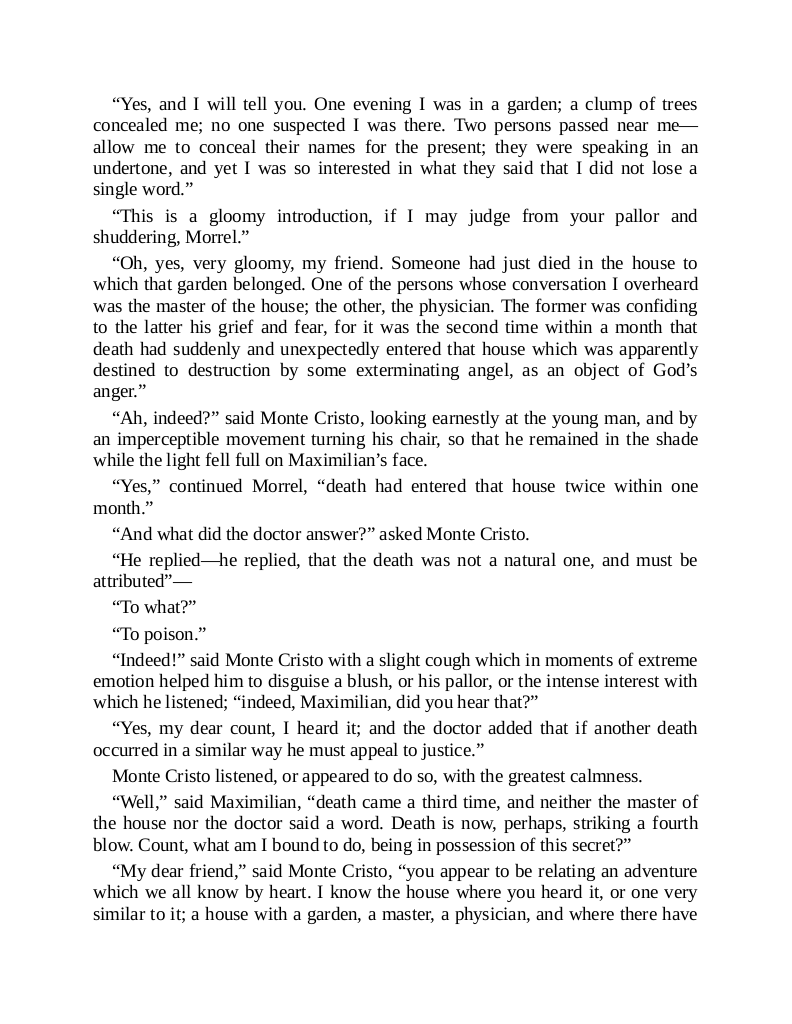 “Yes, and I will tell you. One evening I was in a garden; a clump of trees
concealed me; no one suspected I was there. Two persons passed near me—
allow me to conceal their names for the present; they were speaking in an
undertone, and yet I was so interested in what they said that I did not lose a
single word.”
“This is a gloomy introduction, if I may judge from your pallor and
shuddering, Morrel.”
“Oh, yes, very gloomy, my friend. Someone had just died in the house to
which that garden belonged. One of the persons whose conversation I overheard
was the master of the house; the other, the physician. The former was confiding
to the latter his grief and fear, for it was the second time within a month that
death had suddenly and unexpectedly entered that house which was apparently
destined to destruction by some exterminating angel, as an object of God’s
anger.”
“Ah, indeed?” said Monte Cristo, looking earnestly at the young man, and by
an imperceptible movement turning his chair, so that he remained in the shade
while the light fell full on Maximilian’s face.
“Yes,” continued Morrel, “death had entered that house twice within one
month.”
“And what did the doctor answer?” asked Monte Cristo.
“He replied—he replied, that the death was not a natural one, and must be
attributed”—
“To what?”
“To poison.”
“Indeed!” said Monte Cristo with a slight cough which in moments of extreme
emotion helped him to disguise a blush, or his pallor, or the intense interest with
which he listened; “indeed, Maximilian, did you hear that?”
“Yes, my dear count, I heard it; and the doctor added that if another death
occurred in a similar way he must appeal to justice.”
Monte Cristo listened, or appeared to do so, with the greatest calmness.
“Well,” said Maximilian, “death came a third time, and neither the master of
the house nor the doctor said a word. Death is now, perhaps, striking a fourth
blow. Count, what am I bound to do, being in possession of this secret?”
“My dear friend,” said Monte Cristo, “you appear to be relating an adventure
which we all know by heart. I know the house where you heard it, or one very
similar to it; a house with a garden, a master, a physician, and where there have